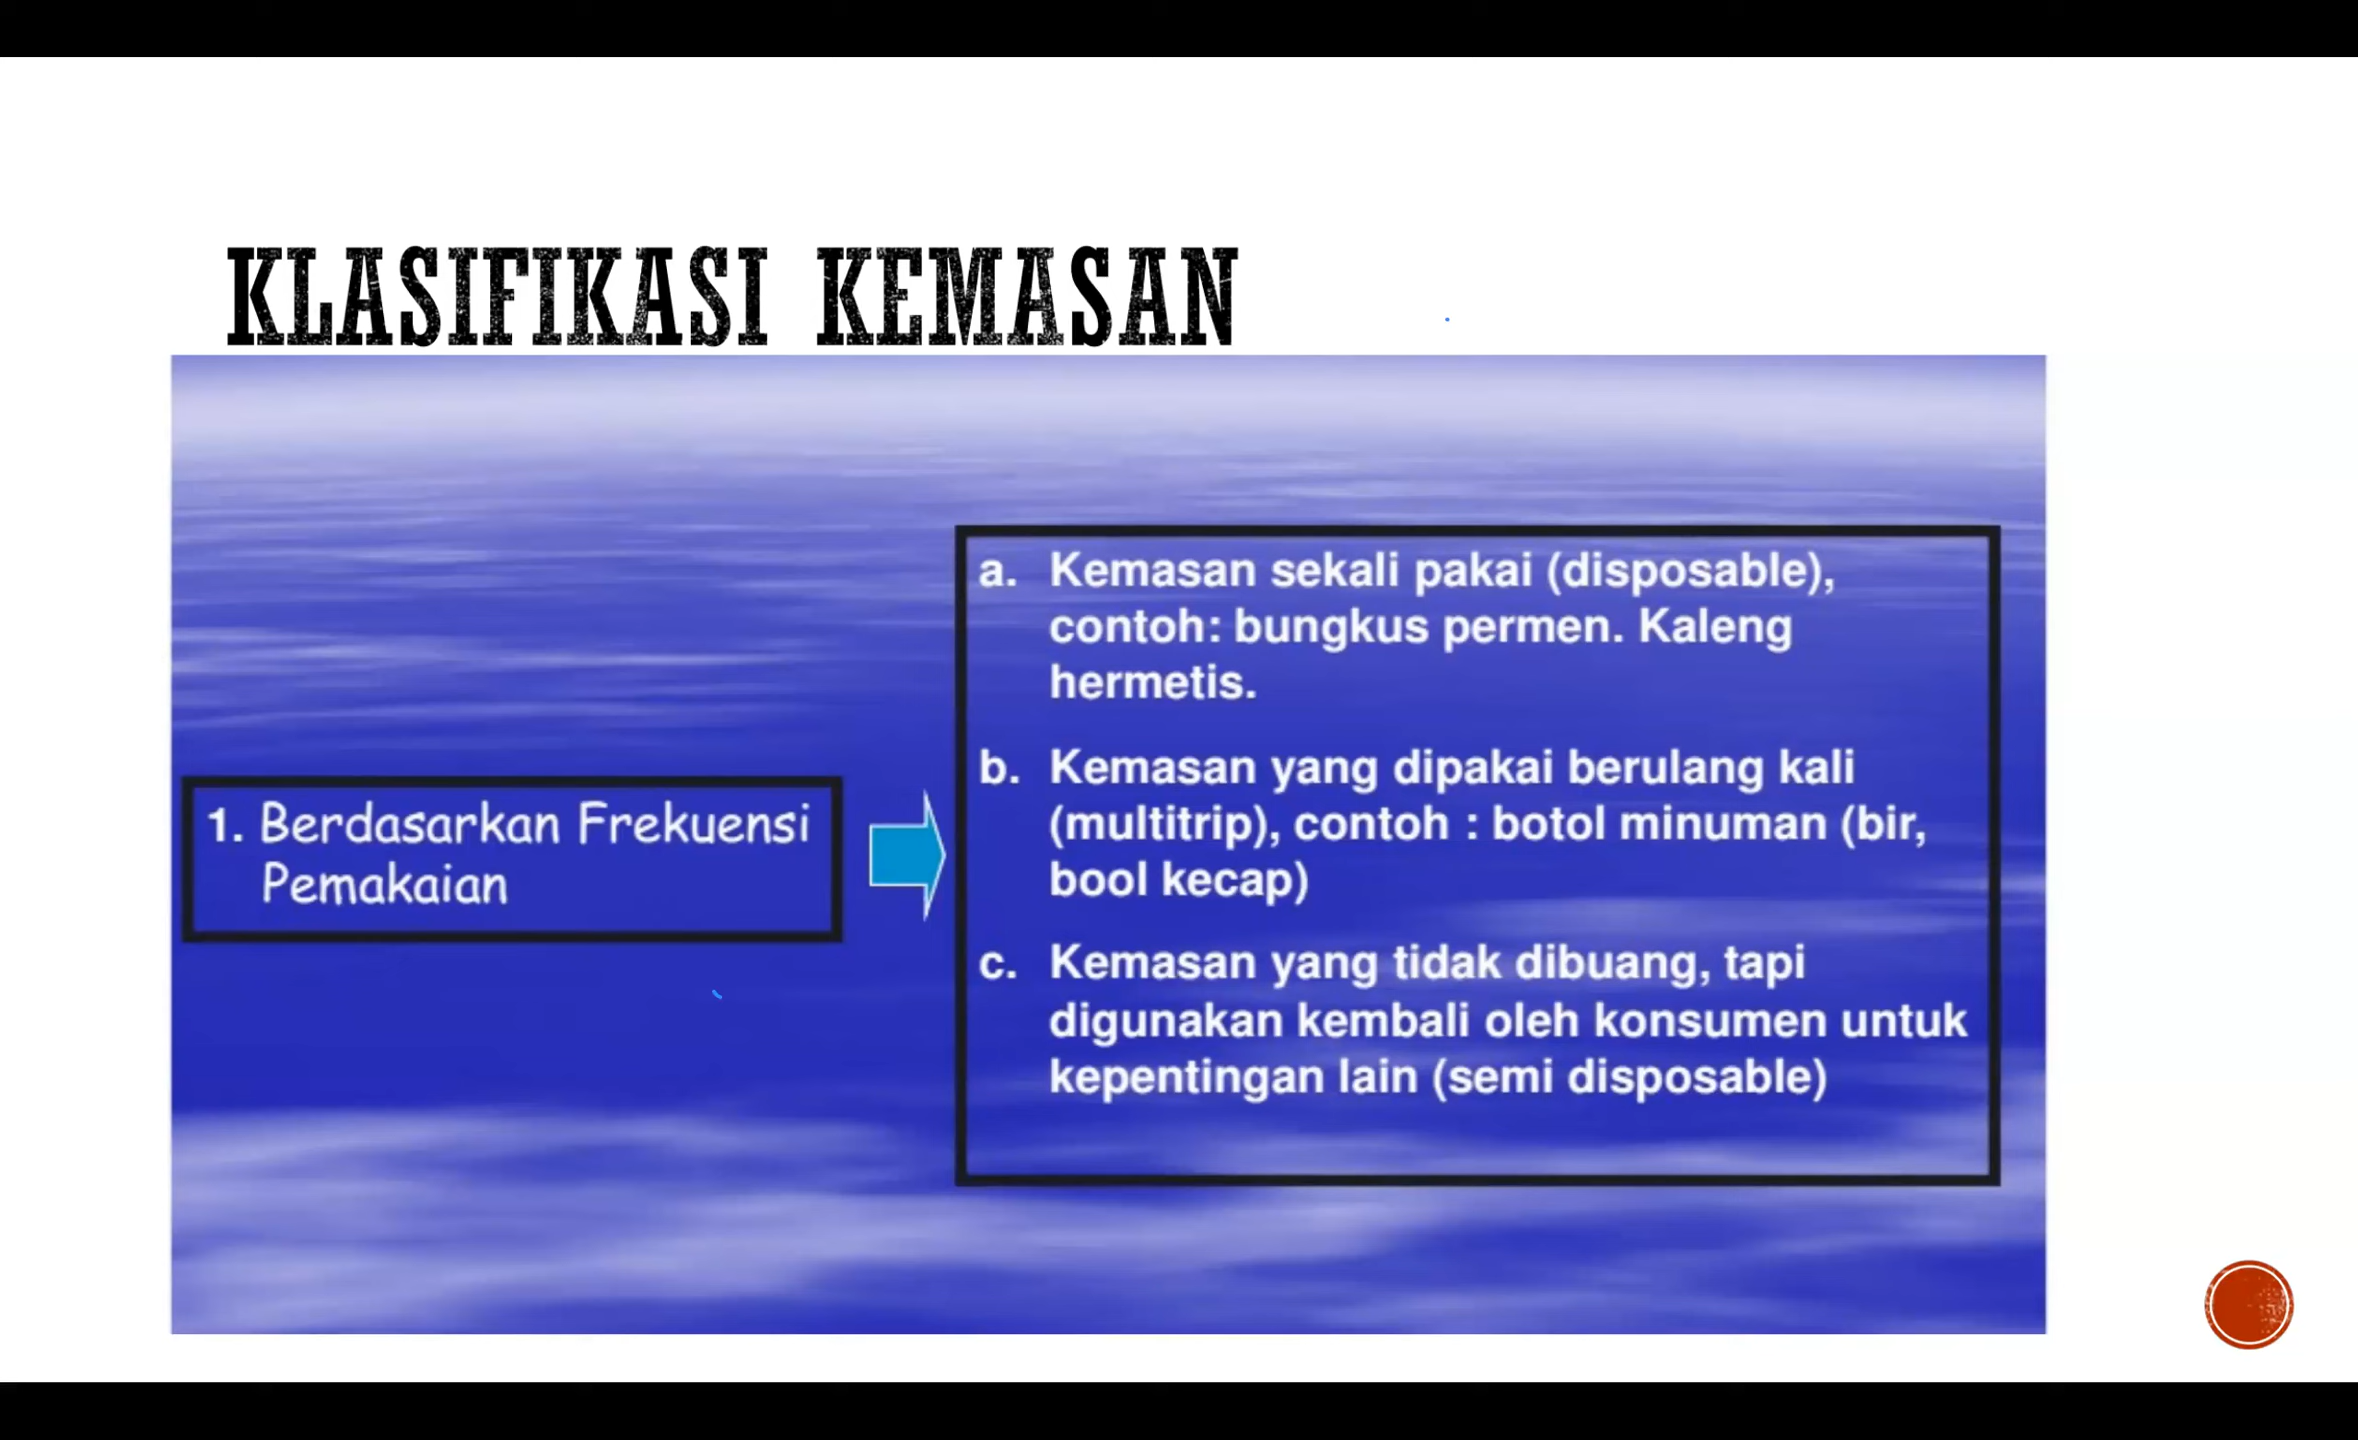 KLASIFIKASI KEMASAN
1. Berdasarkan Frekuensi
Pemakaian
a. Kemasan sekali pakai (disposable),
contoh: bungkus permen. Kaleng
hermetis.
b. Kemasan yang dipakai berulang kali
(multitrip), contoh : botol minuman (bir,
bool kecap)
c. Kemasan yang tidak dibuang, tapi
digunakan kembali oleh konsumen untuk
kepentingan lain (semi disposable)